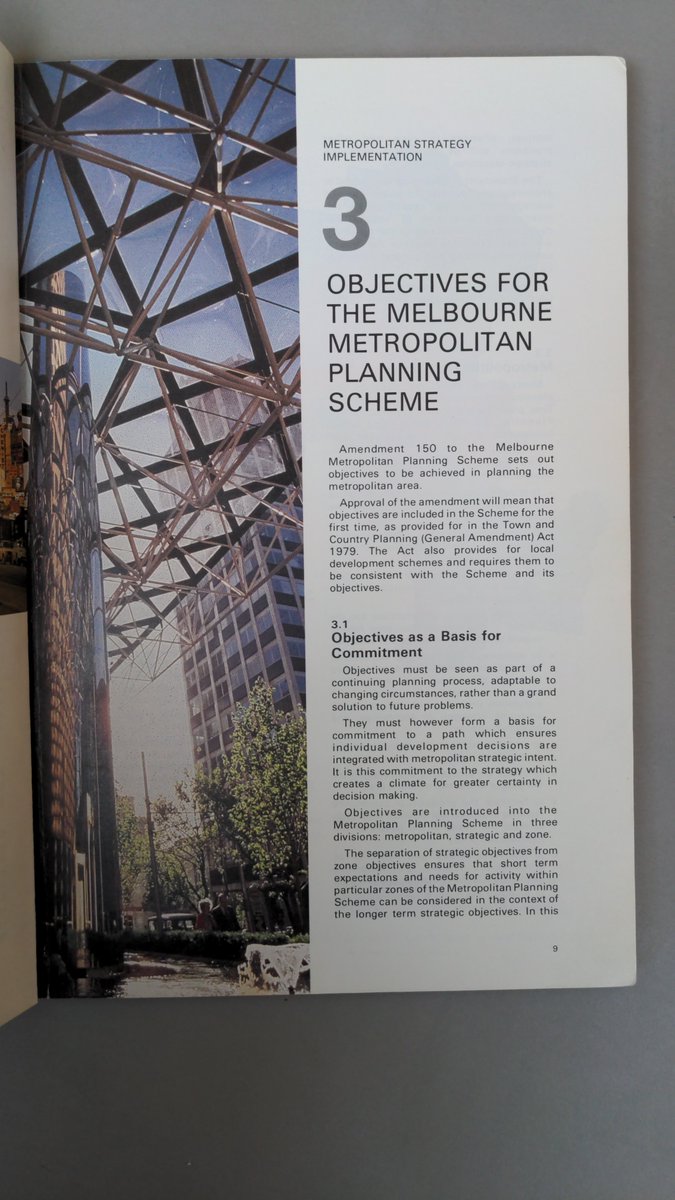 METROPOLITAN STRATEGY
IMPLEMENTATION
3
OBJECTIVES FOR
THE MELBOURNE
METROPOLITAN
PLANNING
SCHEME
Amendment 150 to the Melbourne
Metropolitan Planning Scheme sets out
objectives to be achieved in planning the
metropolitan area.
Approval of the amendment will mean that
objectives are included in the Scheme for the
first time, as provided for in the Town and
Country Planning (General Amendment) Act
1979. The Act also provides for local
development schemes and requires them to
be consistent with the Scheme and its
objectives.
3.1
Objectives as a Basis for
Commitment
Objectives must be seen as part of a
continuing planning process, adaptable to
changing circumstances, rather than a grand
solution to future problems.
They must however form a basis for
commitment to a path which ensures
individual development decisions are
integrated with metropolitan strategic intent.
It is this commitment to the strategy which
creates a climate for greater certainty in
decision making.
Objectives are introduced into the
Metropolitan Planning Scheme in three
divisions; metropolitan, strategic and zone.
The separation of strategic objectives from
zone objectives ensures that short term
expectations and needs for activity within
particular zones of the Metropolitan Planning
Scheme can be considered in the context of
the longer term strategic objectives. In this
9